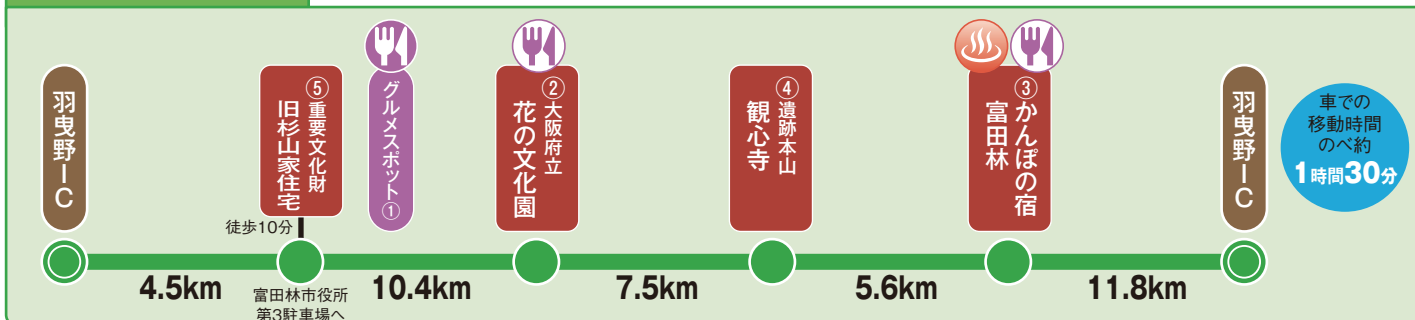 羽曳野IC
⑤重要文化財
旧杉山家住宅
徒歩10分
富田林市役所
第3駐車場へ
グルメスポット①
②大阪府立
花の文化園
④遺跡本山
観心寺
③かんぽの宿
富田林
羽曳野IC
4.5km
10.4km
7.5km
5.6km
11.8km
車での
移動時間
のべ約
1時間30分